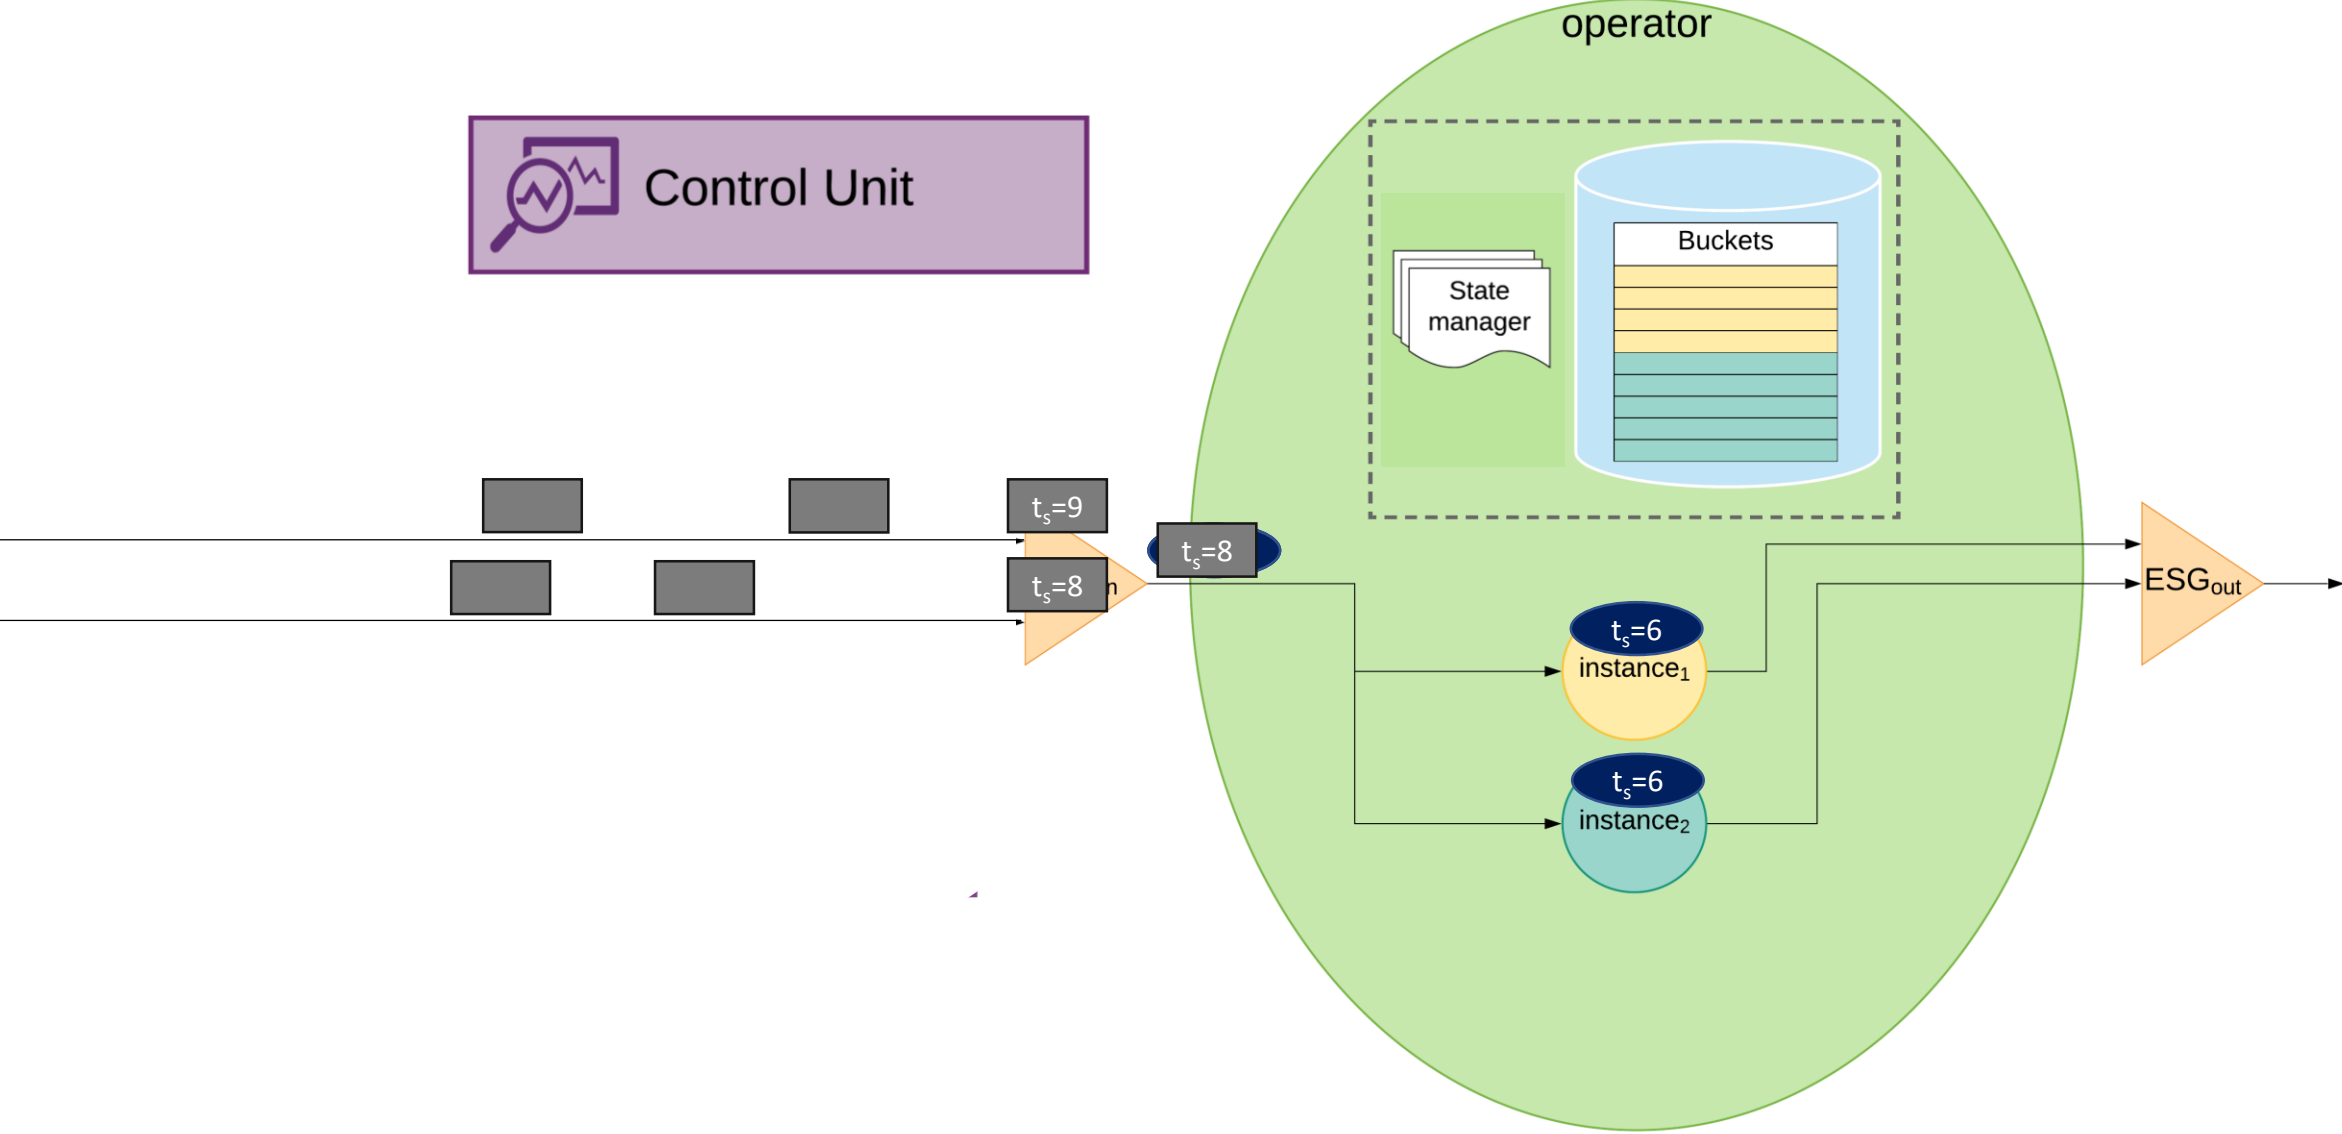 operator
Control Unit
Buckets
State
manager
ts=9
ts=8
ts=8
n
ts=6
instance1
ts=6
instance2
ESGout